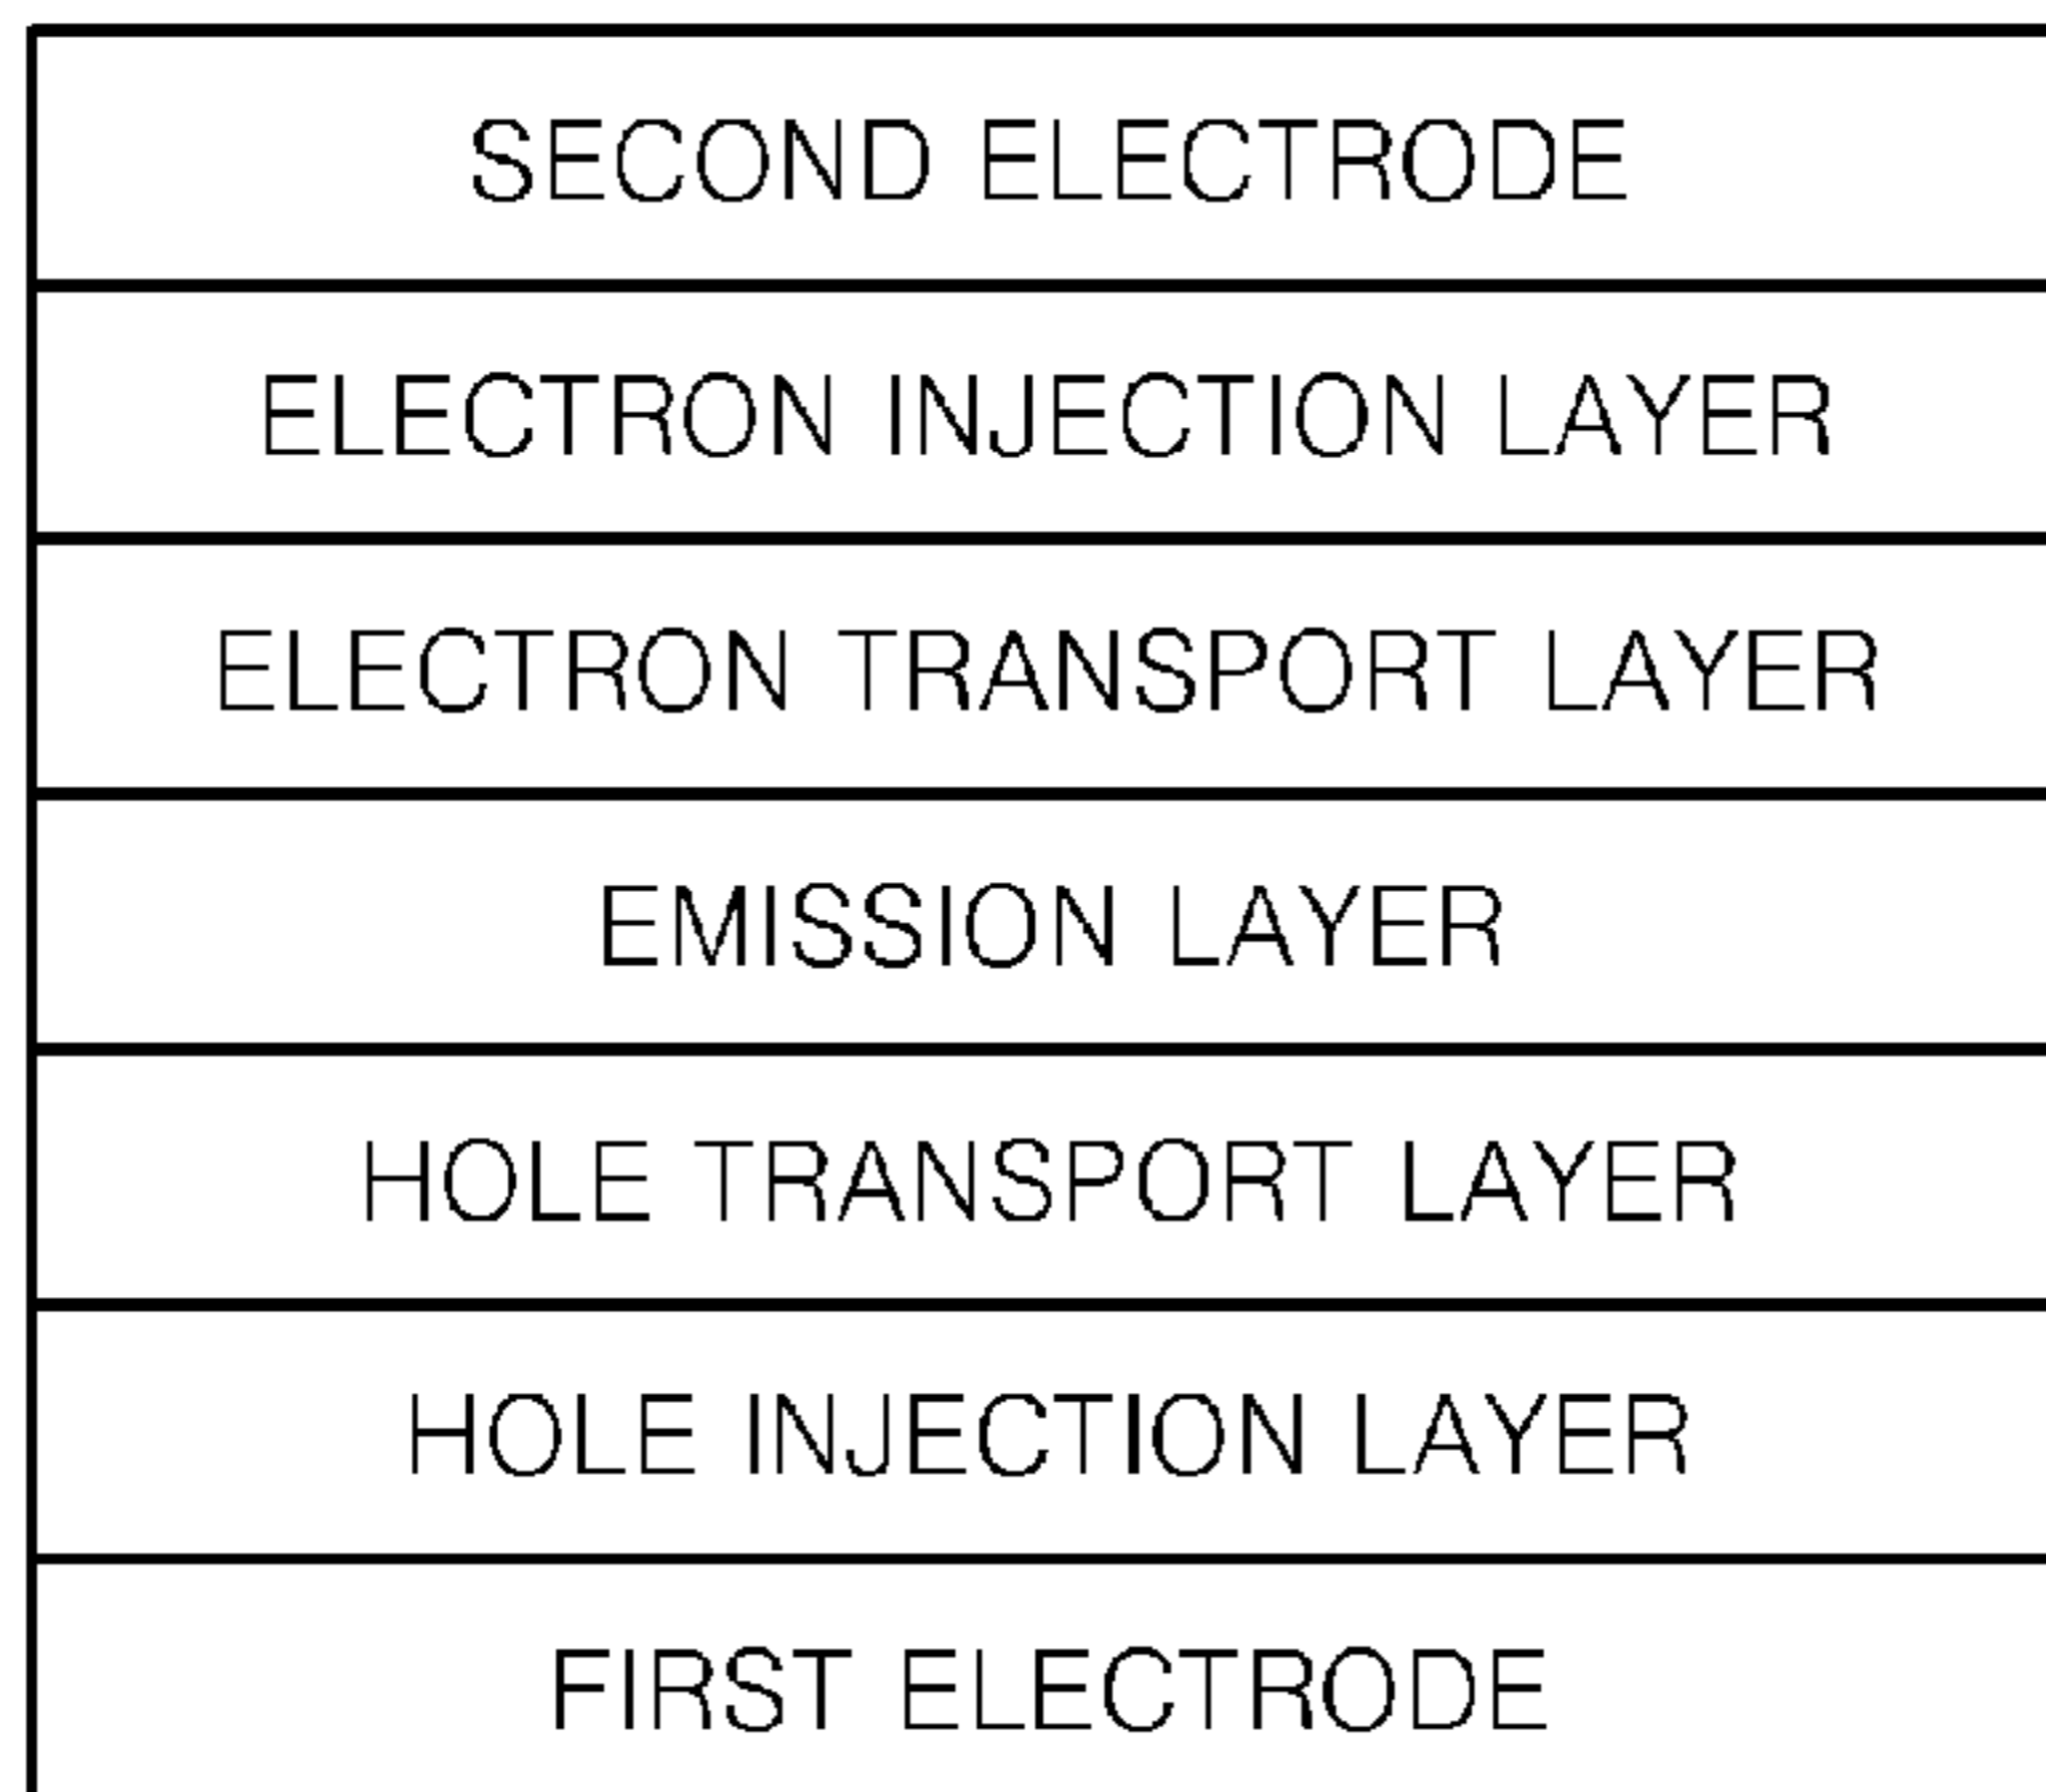 SECOND ELECTRODE
ELECTRON INJECTION LAYER
ELECTRON TRANSPORT LAYER
EMISSION LAYER
HOLE TRANSPORT LAYER
HOLE INJECTION LAYER
FIRST ELECTRODE